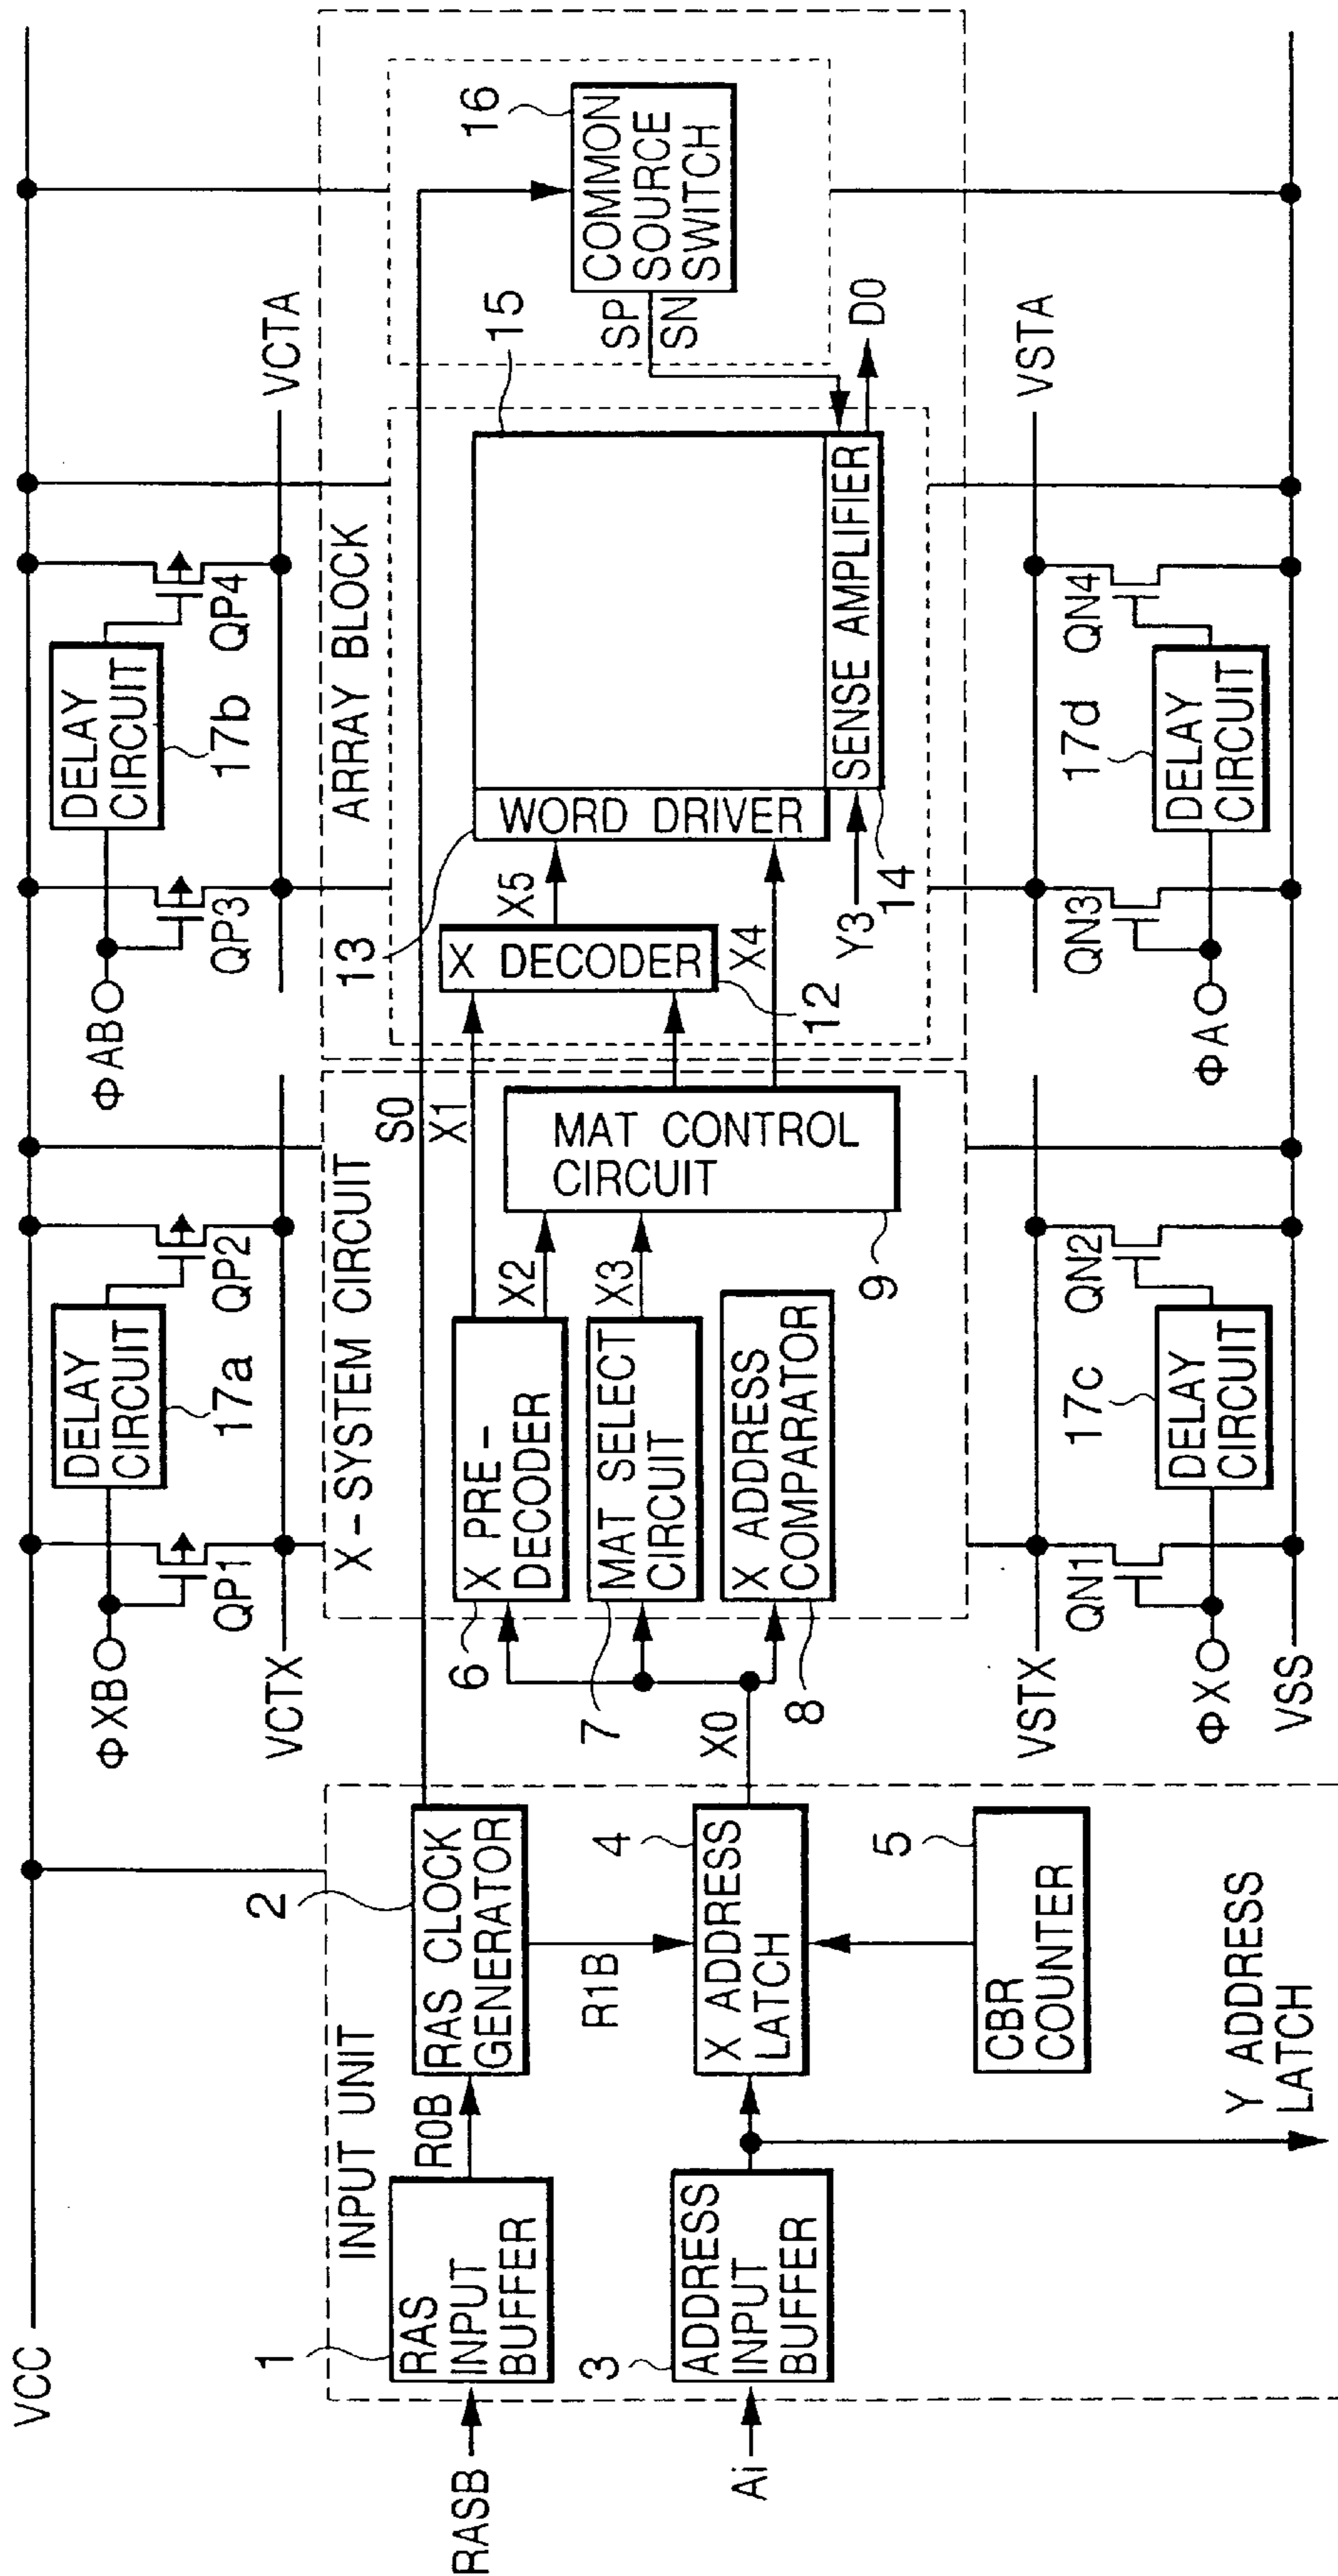 VCC
RASB
Ai
INPUT UNIT
1
RAS
INPUT
BUFFER
R0B
2
RAS CLOCK
GENERATOR
R1B
3
ADDRESS
INPUT
BUFFER
4
X ADDRESS
LATCH
5
CBR
COUNTER
Y ADDRESS
LATCH
X0
ΦXB
QP1
DELAY
CIRCUIT
17a
QP2
VCTX
X-SYSTEM CIRCUIT
6
X PRE-
DECODER
7
MAT SELECT
CIRCUIT
8
X ADDRESS
COMPARATOR
X2
X3
S0
X1
MAT CONTROL
CIRCUIT
9
VSTX
QN1
ΦX
17c
DELAY
CIRCUIT
QN2
VSS
ΦAB
QP3
DELAY
CIRCUIT
17b
QP4
VCTA
ARRAY BLOCK
13
X DECODER
12
X5
X4
WORD DRIVER
15
Y3
14
SENSE AMPLIFIER
D0
SP
SN
16
COMMON
SOURCE
SWITCH
VSTA
QN3
ΦA
17d
DELAY
CIRCUIT
QN4